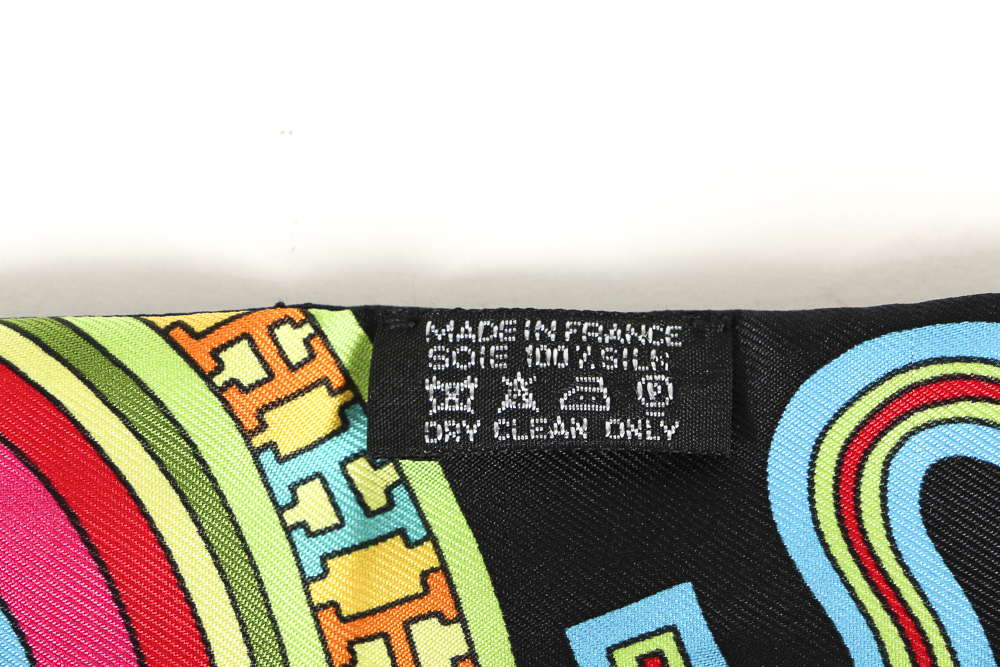 MADE IN FRANCE
SOIE 100% SILK
P
DRY CLEAN ONLY